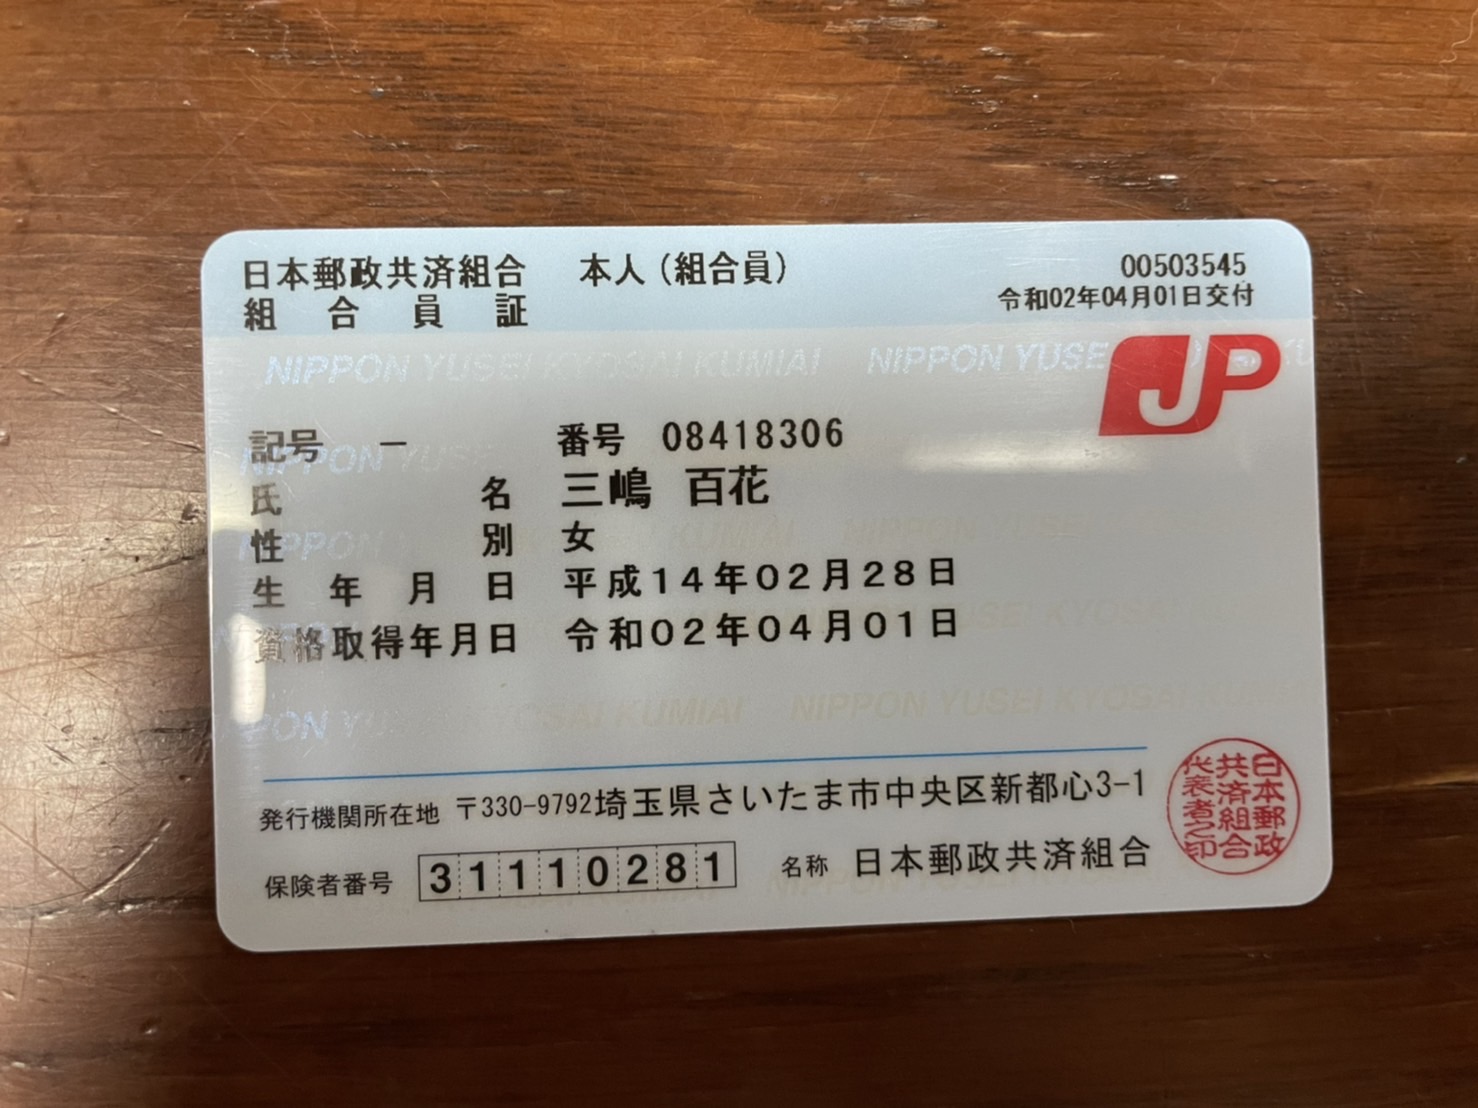 日本郵政共済組合 本人(組合員)
組合員証
00503545
令和02年04月01日交付
NIPPON YUSEI KYOSAI KUMIAI NIPPON YUSE
JP
記号 － 番号 08418306
氏名 三嶋 百花
性別 女
生年月日 平成14年02月28日
資格取得年月日 令和02年04月01日
発行機関所在地 〒330-9792埼玉県さいたま市中央区新都心3-1
保険者番号 31110281 名称 日本郵政共済組合
日本郵政共済組合代表者之印